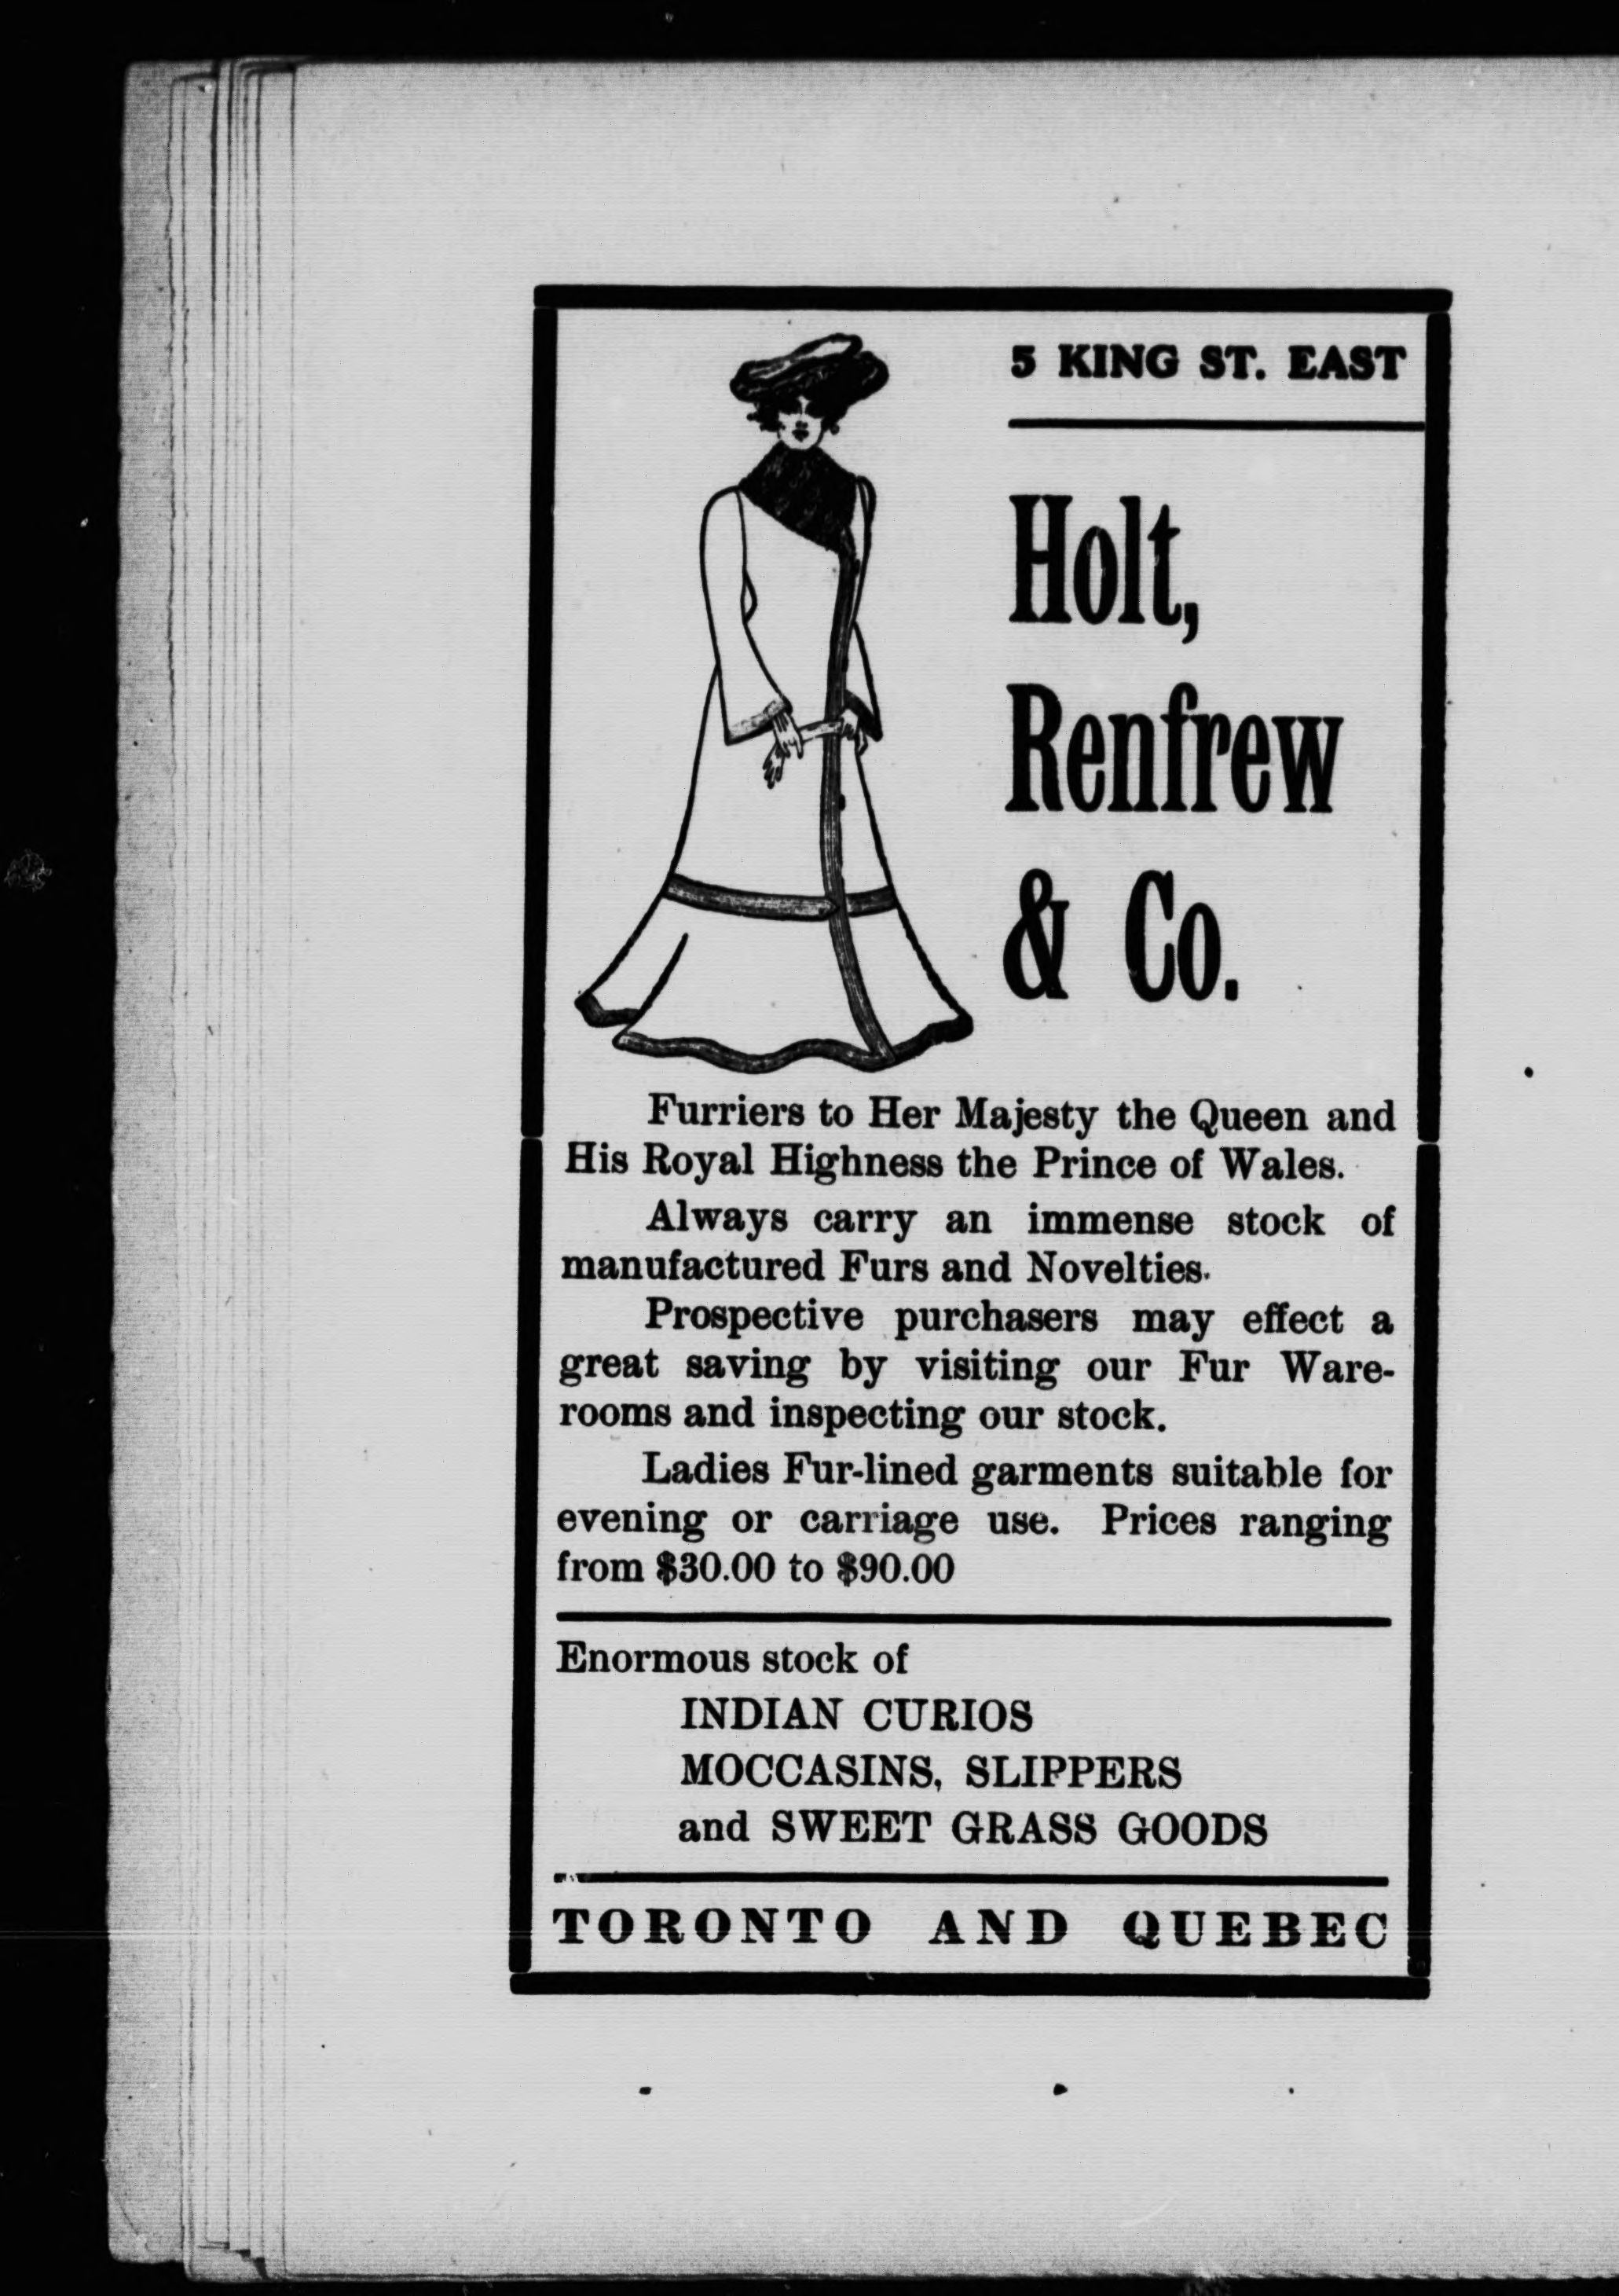 5 KING ST. EAST
Holt,
Renfrew
& Co.
Furriers to Her Majesty the Queen and
His Royal Highness the Prince of Wales.
Always carry an immense stock of
manufactured Furs and Novelties.
Prospective purchasers may effect a
great saving by visiting our Fur Ware-
rooms and inspecting our stock.
Ladies Fur-lined garments suitable for
evening or carriage use. Prices ranging
from $30.00 to $90.00
Enormous stock of
INDIAN CURIOS
MOCCASINS, SLIPPERS
and SWEET GRASS GOODS
TORONTO AND QUEBEC